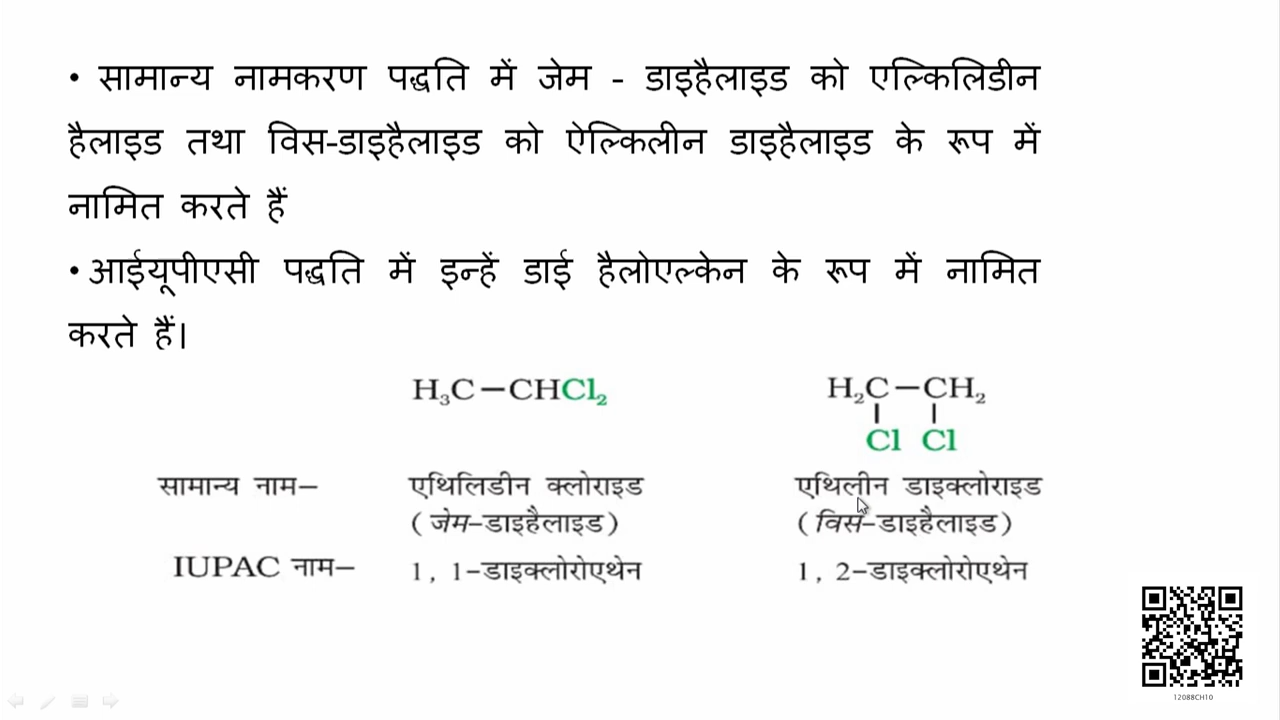 • सामान्य नामकरण पद्धति में जेम - डाइहैलाइड को एल्किलिडीन
हैलाइड तथा विस-डाइहैलाइड को ऐल्किलीन डाइहैलाइड के रूप में
नामित करते हैं
• आईयूपीएसी पद्धति में इन्हें डाई हैलोएल्केन के रूप में नामित
करते हैं।
H₃C−CHCl₂ H₂C−CH₂
Cl Cl
सामान्य नाम− एथिलिडीन क्लोराइड एथिलीन डाइक्लोराइड
(जेम−डाइहैलाइड) (विस−डाइहैलाइड)
IUPAC नाम− 1, 1−डाइक्लोरोएथेन 1, 2−डाइक्लोरोएथेन
12088CH10